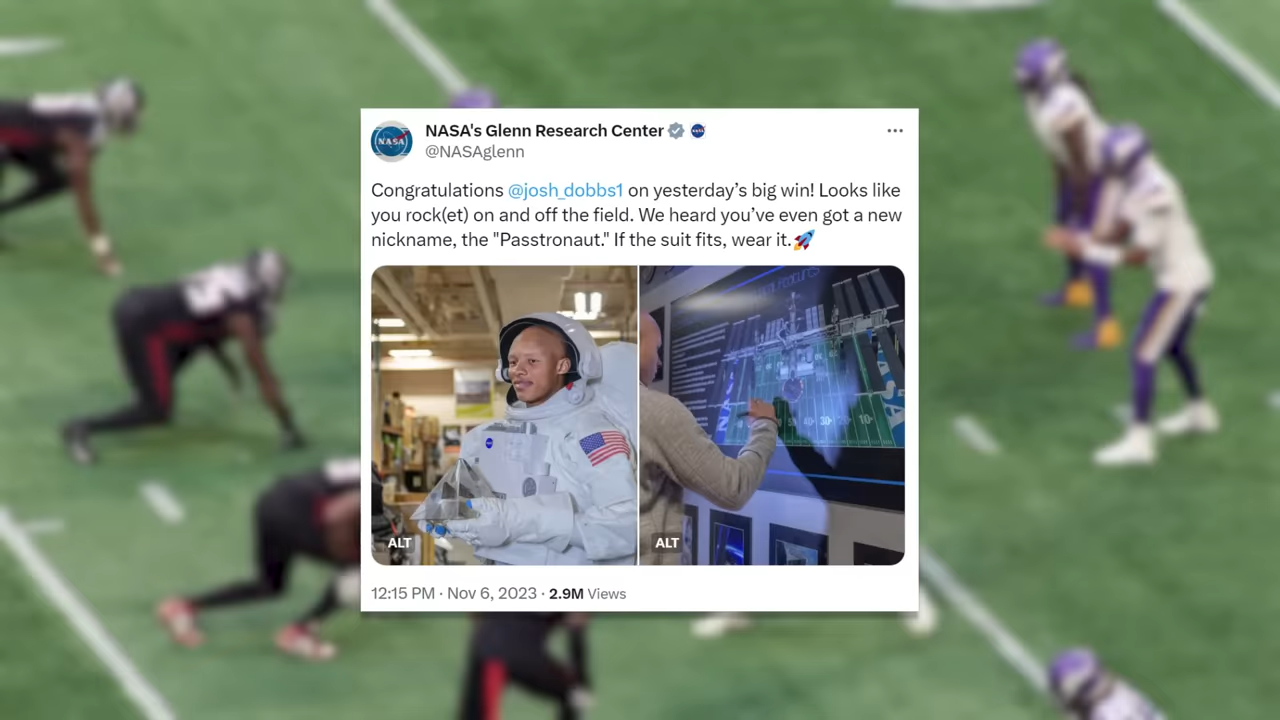 NASA's Glenn Research Center
@NASAglenn
Congratulations @josh_dobbs1 on yesterday’s big win! Looks like
you rock(et) on and off the field. We heard you’ve even got a new
nickname, the "Passtronaut." If the suit fits, wear it.🚀
ALT
ALT
12:15 PM · Nov 6, 2023 · 2.9M Views